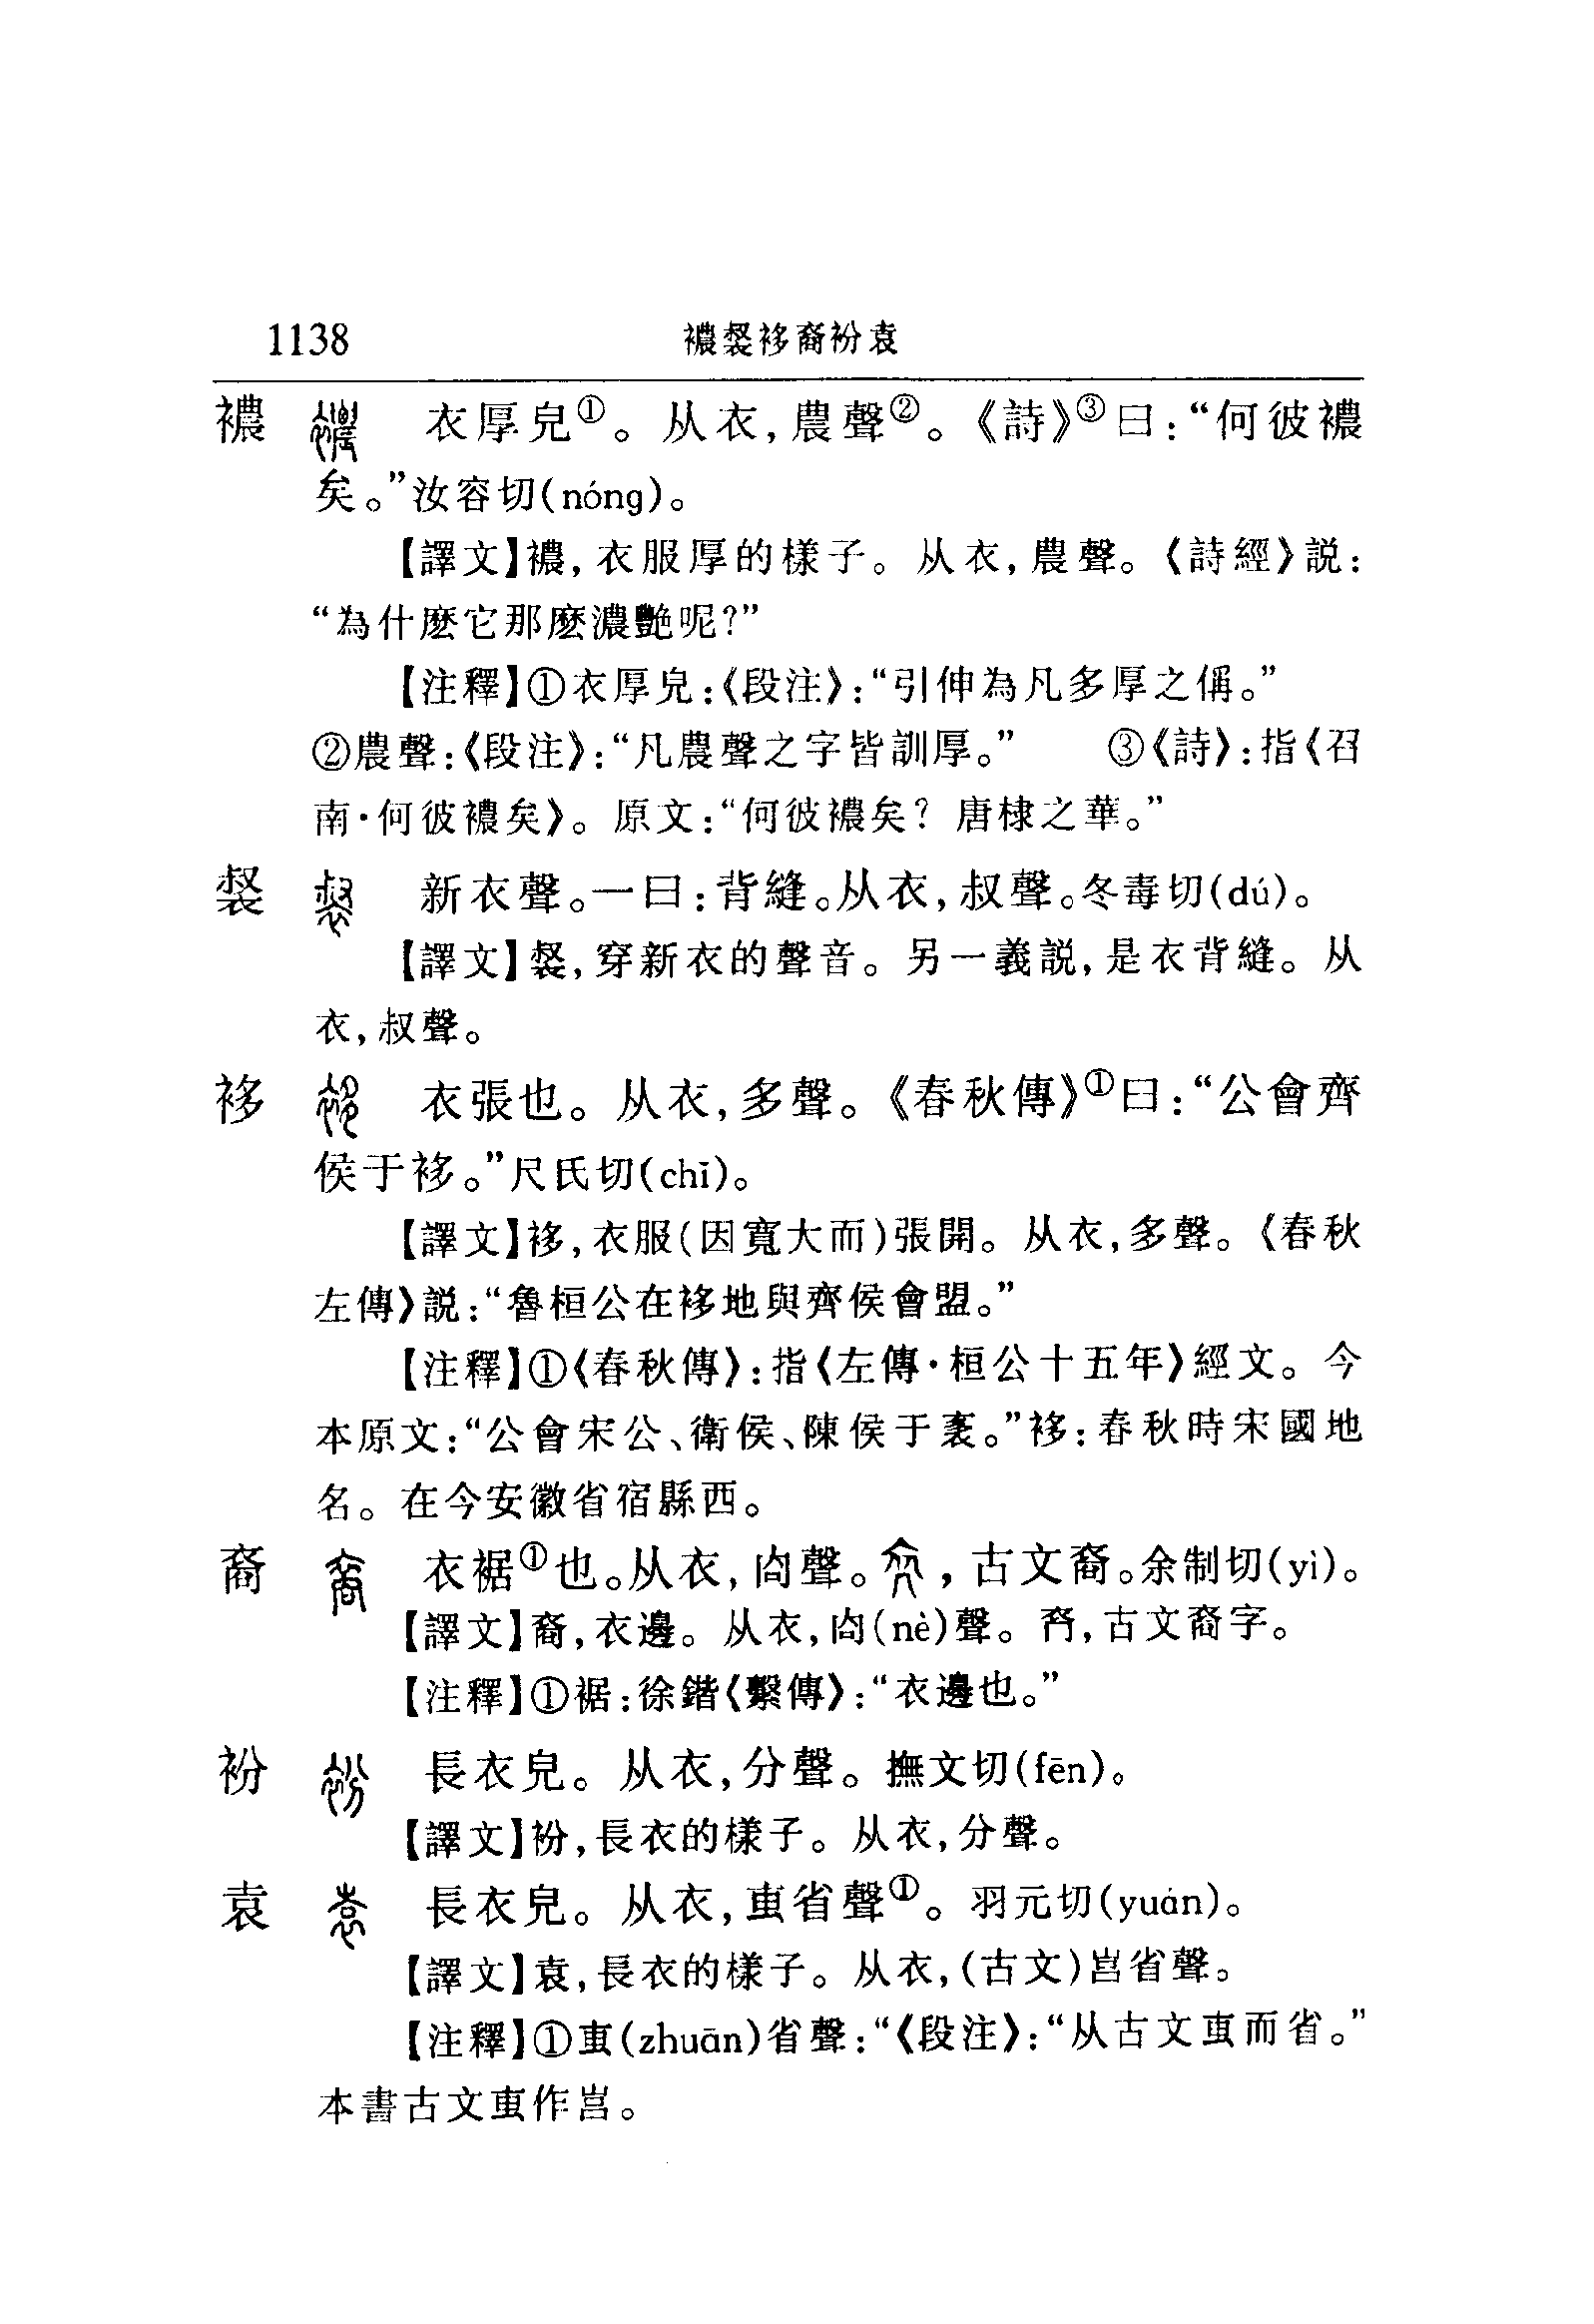 1138 襛裻袳裔衯袁
襛 衣厚皃①。从衣，農聲②。《詩》③曰：“何彼襛
矣。”汝容切(nóng)。
【譯文】襛，衣服厚的樣子。从衣，農聲。《詩經》説：
“為什麽它那麽濃艷呢？”
【注釋】①衣厚皃：《段注》：“引伸為凡多厚之偁。”
②農聲：《段注》：“凡農聲之字皆訓厚。” ③《詩》：指《召
南·何彼襛矣》。原文：“何彼襛矣？唐棣之華。”
裻 新衣聲。一曰：背縫。从衣，叔聲。冬毒切(dú)。
【譯文】裻，穿新衣的聲音。另一義説，是衣背縫。从
衣，叔聲。
袳 衣張也。从衣，多聲。《春秋傳》①曰：“公會齊
侯于袳。”尺氏切(chǐ)。
【譯文】袳，衣服(因寬大而)張開。从衣，多聲。《春秋
左傳》説：“魯桓公在袳地與齊侯會盟。”
【注釋】①《春秋傳》：指《左傳·桓公十五年》經文。今
本原文：“公會宋公、衛侯、陳侯于袲。”袳：春秋時宋國地
名。在今安徽省宿縣西。
裔 衣裾①也。从衣，㕯聲。𠔀，古文裔。余制切(yì)。
【譯文】裔，衣邊。从衣，㕯(nè)聲。𠔀，古文裔字。
【注釋】①裾：徐鍇《繫傳》：“衣邊也。”
衯 長衣皃。从衣，分聲。撫文切(fēn)。
【譯文】衯，長衣的樣子。从衣，分聲。
袁 長衣皃。从衣，叀省聲①。羽元切(yuán)。
【譯文】袁，長衣的樣子。从衣，(古文)㞷省聲。
【注釋】①叀(zhuān)省聲：“《段注》：“从古文叀而省。”
本書古文叀作㞷。